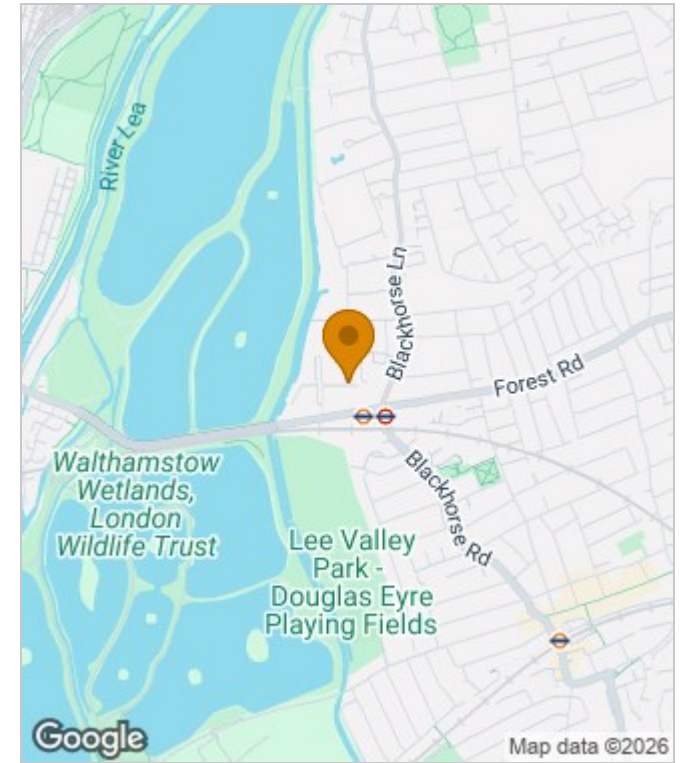 River Lea
Blackhorse Ln
Forest Rd
Blackhorse Rd
Walthamstow
Wetlands,
London
Wildlife Trust
Lee Valley
Park -
Douglas Eyre
Playing Fields
Google
Map data ©2026